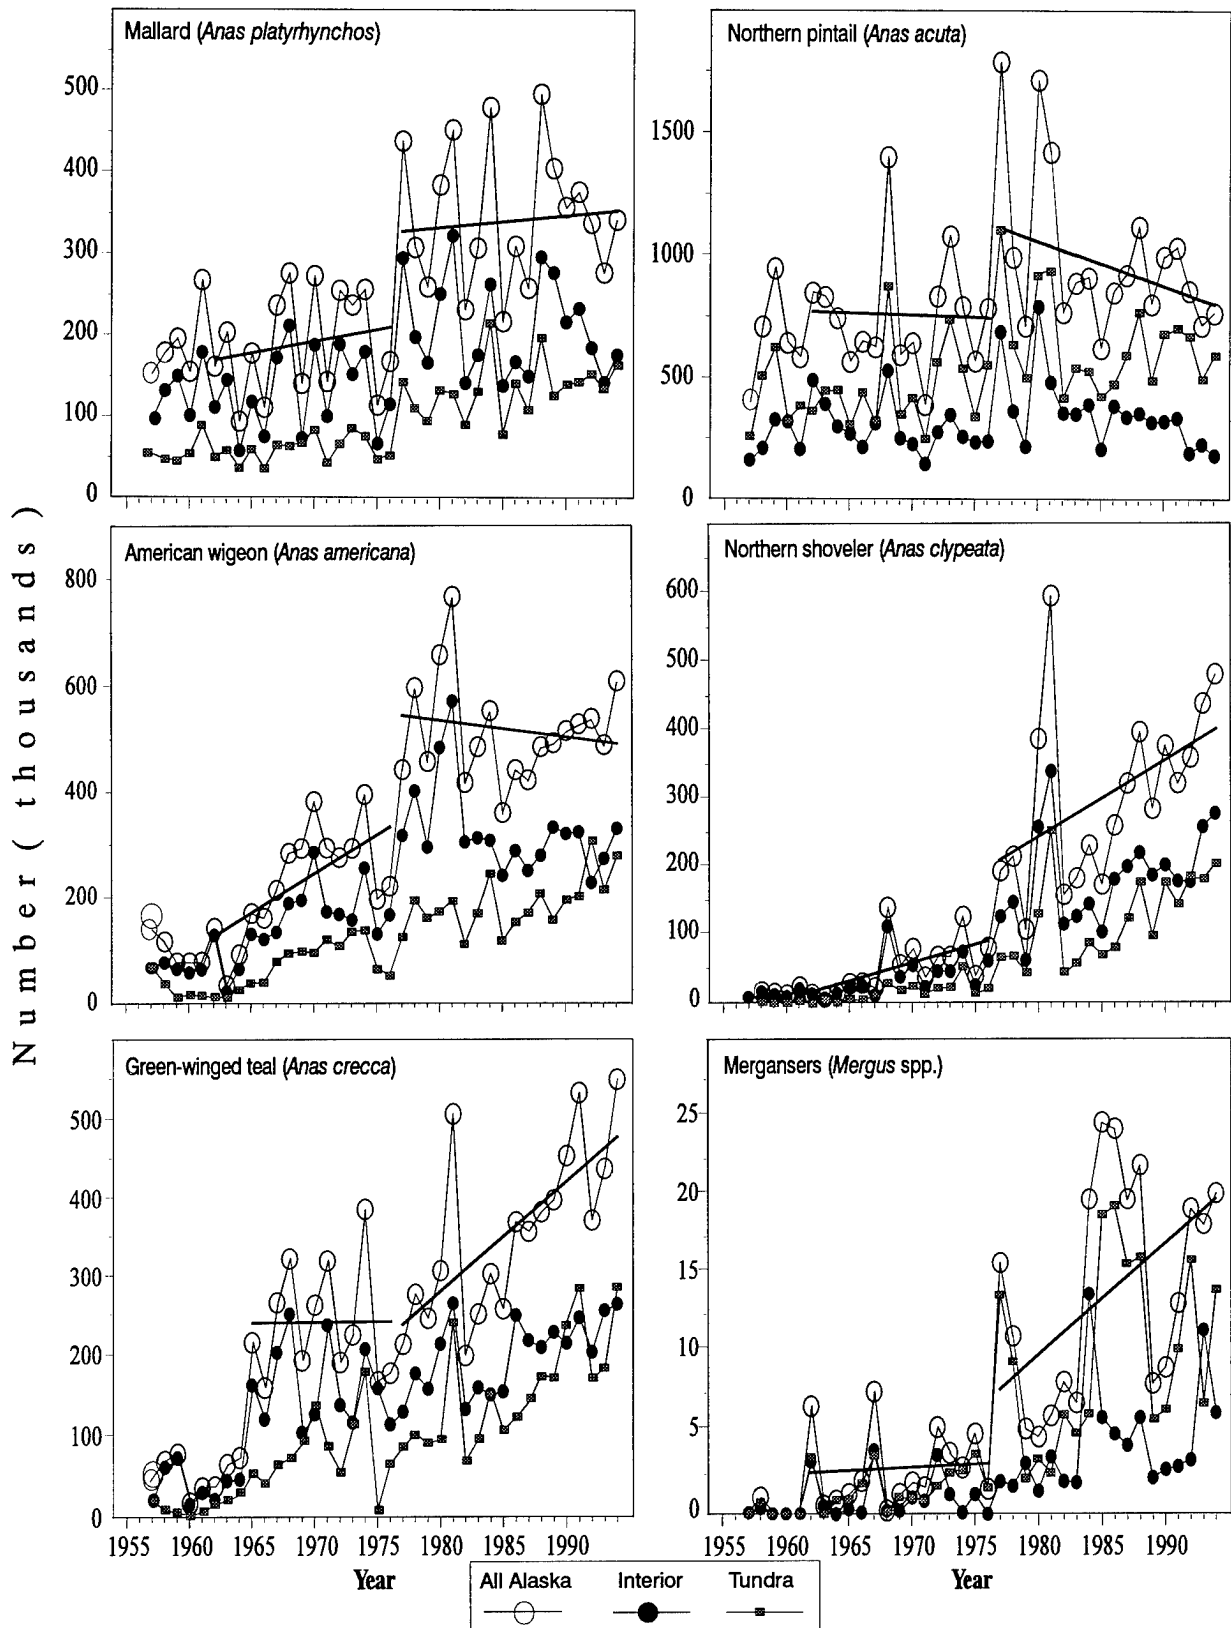 Mallard (Anas platyrhynchos)
500
400
300
200
100
0
Northern pintail (Anas acuta)
1500
1000
500
0
American wigeon (Anas americana)
800
600
400
200
0
Northern shoveler (Anas clypeata)
600
500
400
300
200
100
0
Green-winged teal (Anas crecca)
500
400
300
200
100
0
1955 1960 1965 1970 1975 1980 1985 1990
Year
Mergansers (Mergus spp.)
25
20
15
10
5
0
1955 1960 1965 1970 1975 1980 1985 1990
Year
Number ( thousands )
All Alaska Interior Tundra